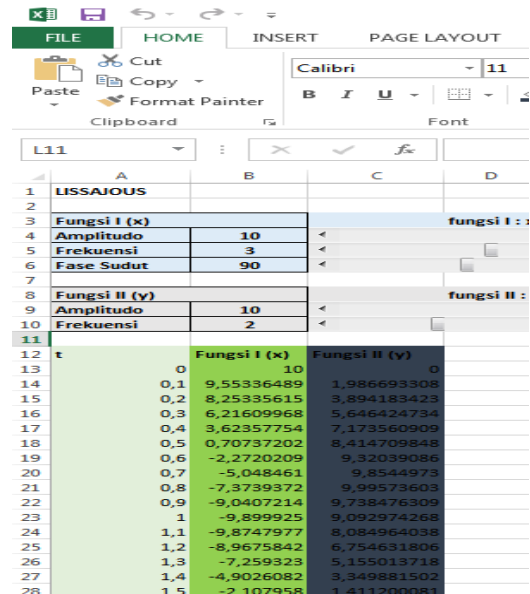 FILE HOME INSERT PAGE LAYOUT
Cut
Copy
Paste
Format Painter
Calibri 11
B I U
Clipboard Font
L11 fx
A B C D
1 LISSAJOUS
2
3 Fungsi I (x) fungsi I :
4 Amplitudo 10
5 Frekuensi 3
6 Fase Sudut 90
7
8 Fungsi II (y) fungsi II :
9 Amplitudo 10
10 Frekuensi 2
11
12 t Fungsi I (x) Fungsi II (y)
13 0 10 0
14 0,1 9,55336489 1,986693308
15 0,2 8,25335615 3,894183423
16 0,3 6,21609968 5,646424734
17 0,4 3,62357754 7,173560909
18 0,5 0,70737202 8,414709848
19 0,6 -2,2720209 9,32039086
20 0,7 -5,048461 9,8544973
21 0,8 -7,3739372 9,99573603
22 0,9 -9,0407214 9,738476309
23 1 -9,899925 9,092974268
24 1,1 -9,8747977 8,084964038
25 1,2 -8,9675842 6,754631806
26 1,3 -7,259323 5,155013718
27 1,4 -4,9026082 3,349881502
28 1,5 -2,107958 1,411200081